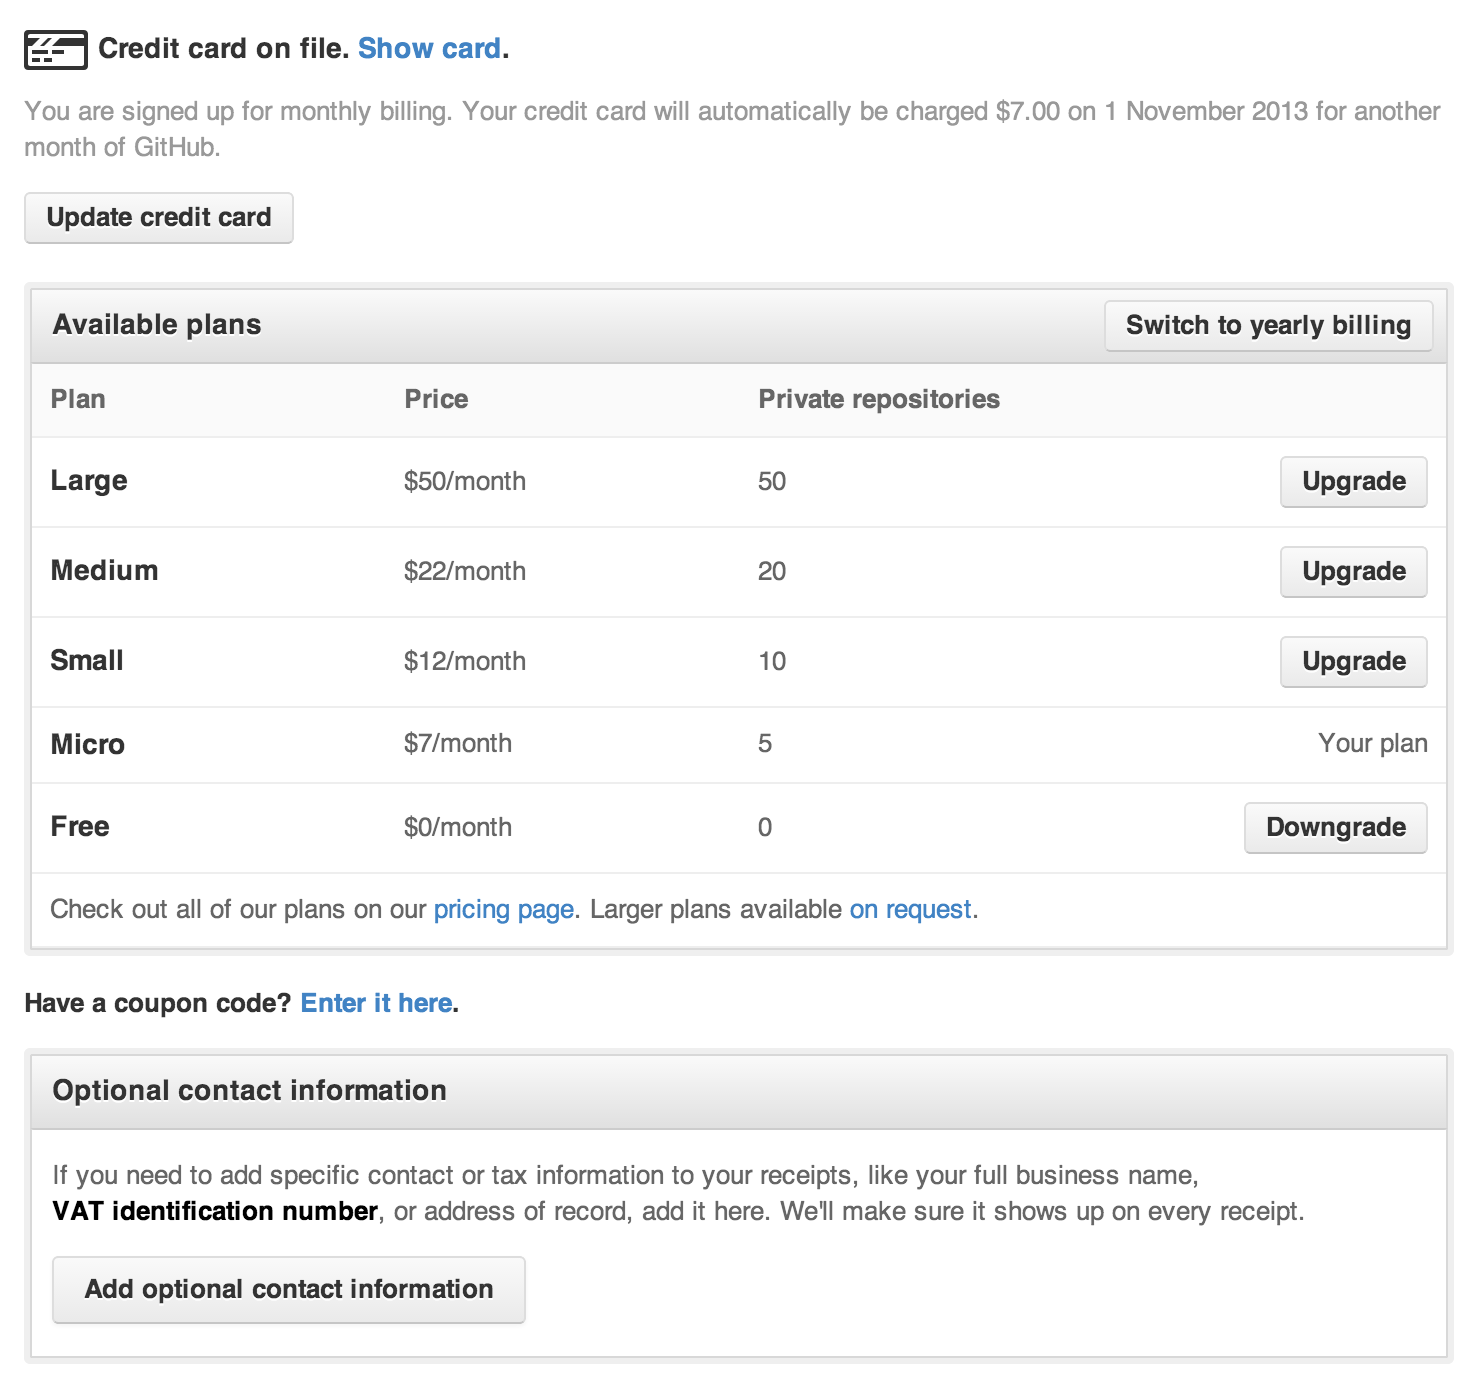 Credit card on file. Show card.
You are signed up for monthly billing. Your credit card will automatically be charged $7.00 on 1 November 2013 for another
month of GitHub.
Update credit card
Available plans Switch to yearly billing
Plan Price Private repositories
Large $50/month 50 Upgrade
Medium $22/month 20 Upgrade
Small $12/month 10 Upgrade
Micro $7/month 5 Your plan
Free $0/month 0 Downgrade
Check out all of our plans on our pricing page. Larger plans available on request.
Have a coupon code? Enter it here.
Optional contact information
If you need to add specific contact or tax information to your receipts, like your full business name,
VAT identification number, or address of record, add it here. We'll make sure it shows up on every receipt.
Add optional contact information